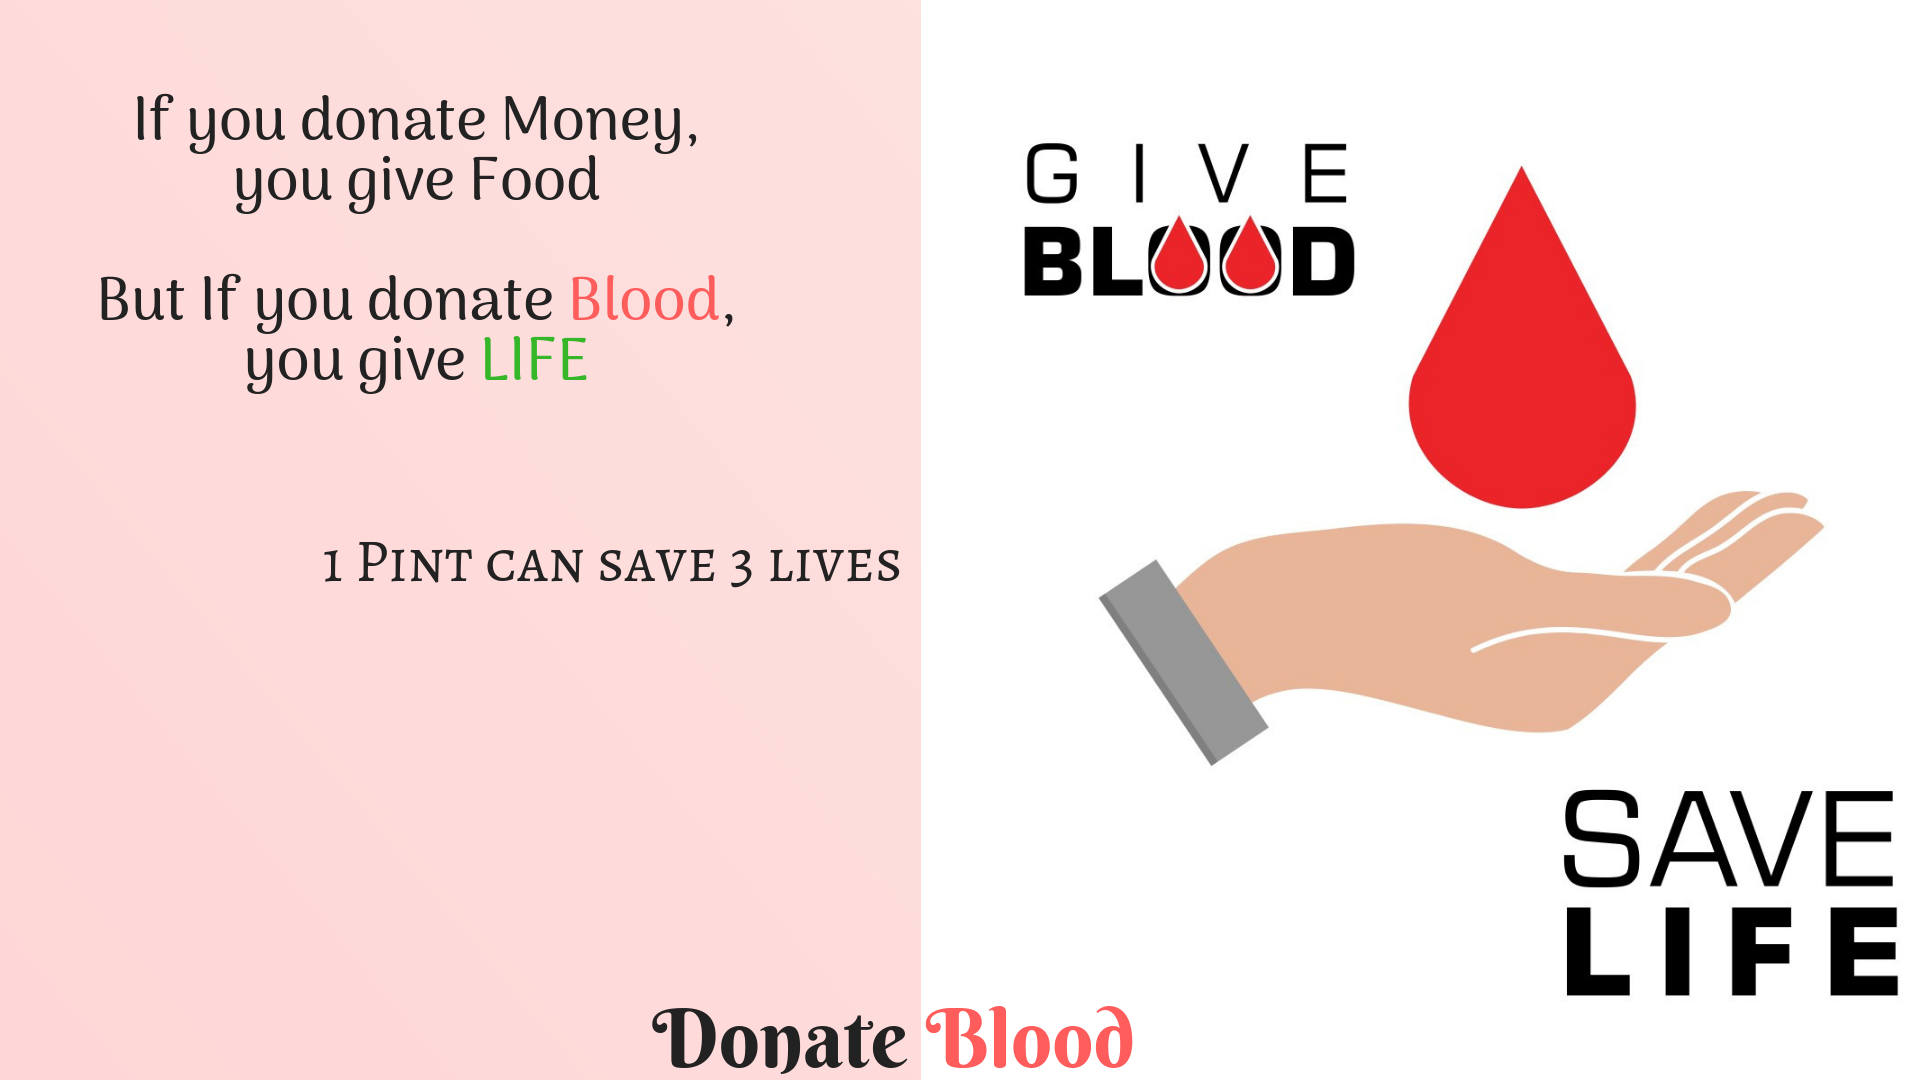 If you donate Money,
you give Food
But If you donate Blood,
you give LIFE
1 Pint can save 3 lives
GIVE
BLOOD
SAVE
LIFE
Donate Blood